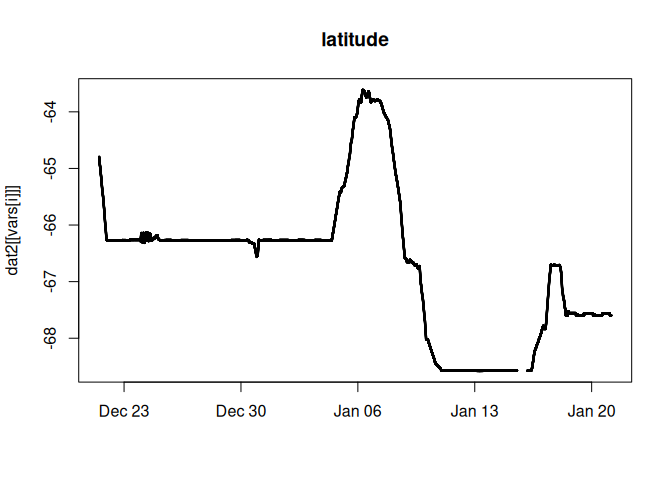 latitude
dat2[[vars[i]]]
-64
-65
-66
-67
-68
Dec 23
Dec 30
Jan 06
Jan 13
Jan 20